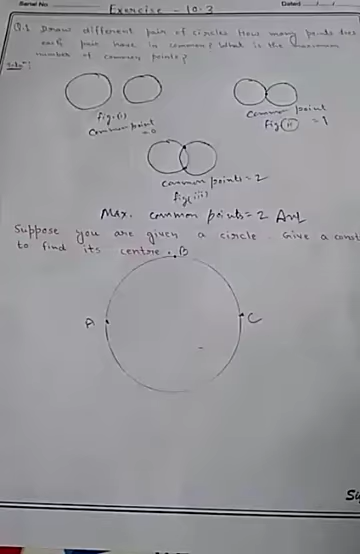 Serial No
Exercise - 10.3
Dated
Q.1 Draw different pair of circles How many points does
each pair have in common? What is the maximum
number of common points?
Soln:
fig.(i)
common point
= 0
common point
fig (ii) = 1
common points = 2
fig(iii)
Max. common points = 2 Ans
Suppose you are given a circle. Give a const
to find its centre.
B
A
C